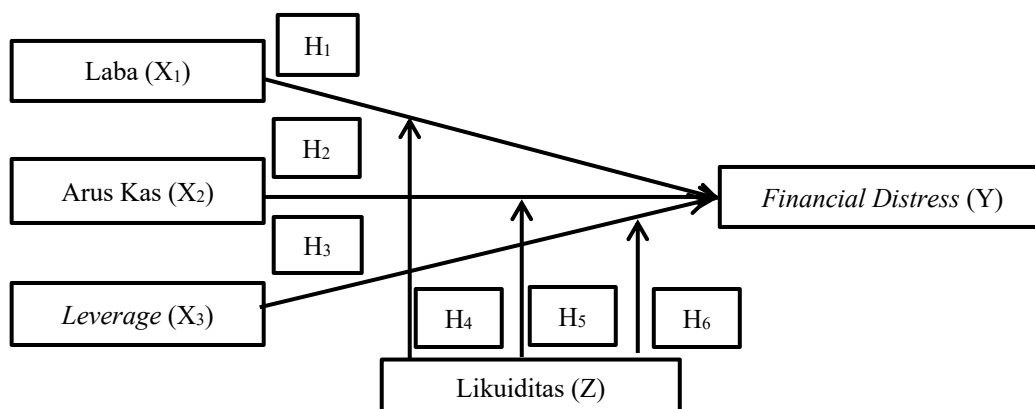 H₁
Laba (X₁)
H₂
Arus Kas (X₂)
Financial Distress (Y)
H₃
Leverage (X₃)
H₄
H₅
H₆
Likuiditas (Z)